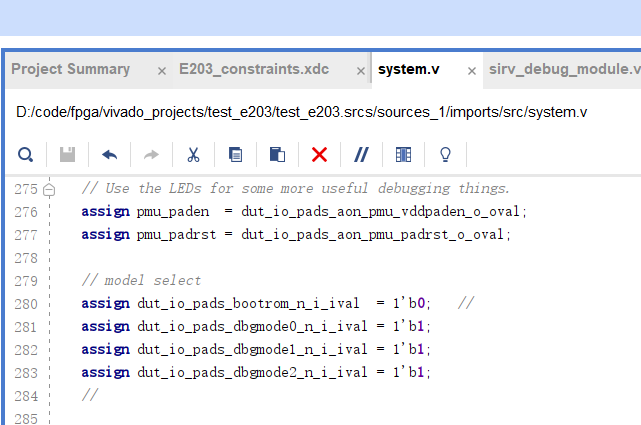 Project Summary × E203_constraints.xdc × system.v × sirv_debug_module.v
D:/code/fpga/vivado_projects/test_e203/test_e203.srcs/sources_1/imports/src/system.v
275 // Use the LEDs for some more useful debugging things.
276 assign pmu_paden  = dut_io_pads_aon_pmu_vddpaden_o_oval;
277 assign pmu_padrst = dut_io_pads_aon_pmu_padrst_o_oval;
278
279 // model select
280 assign dut_io_pads_bootrom_n_i_ival  = 1'b0;   //
281 assign dut_io_pads_dbgmode0_n_i_ival = 1'b1;
282 assign dut_io_pads_dbgmode1_n_i_ival = 1'b1;
283 assign dut_io_pads_dbgmode2_n_i_ival = 1'b1;
284 //
285